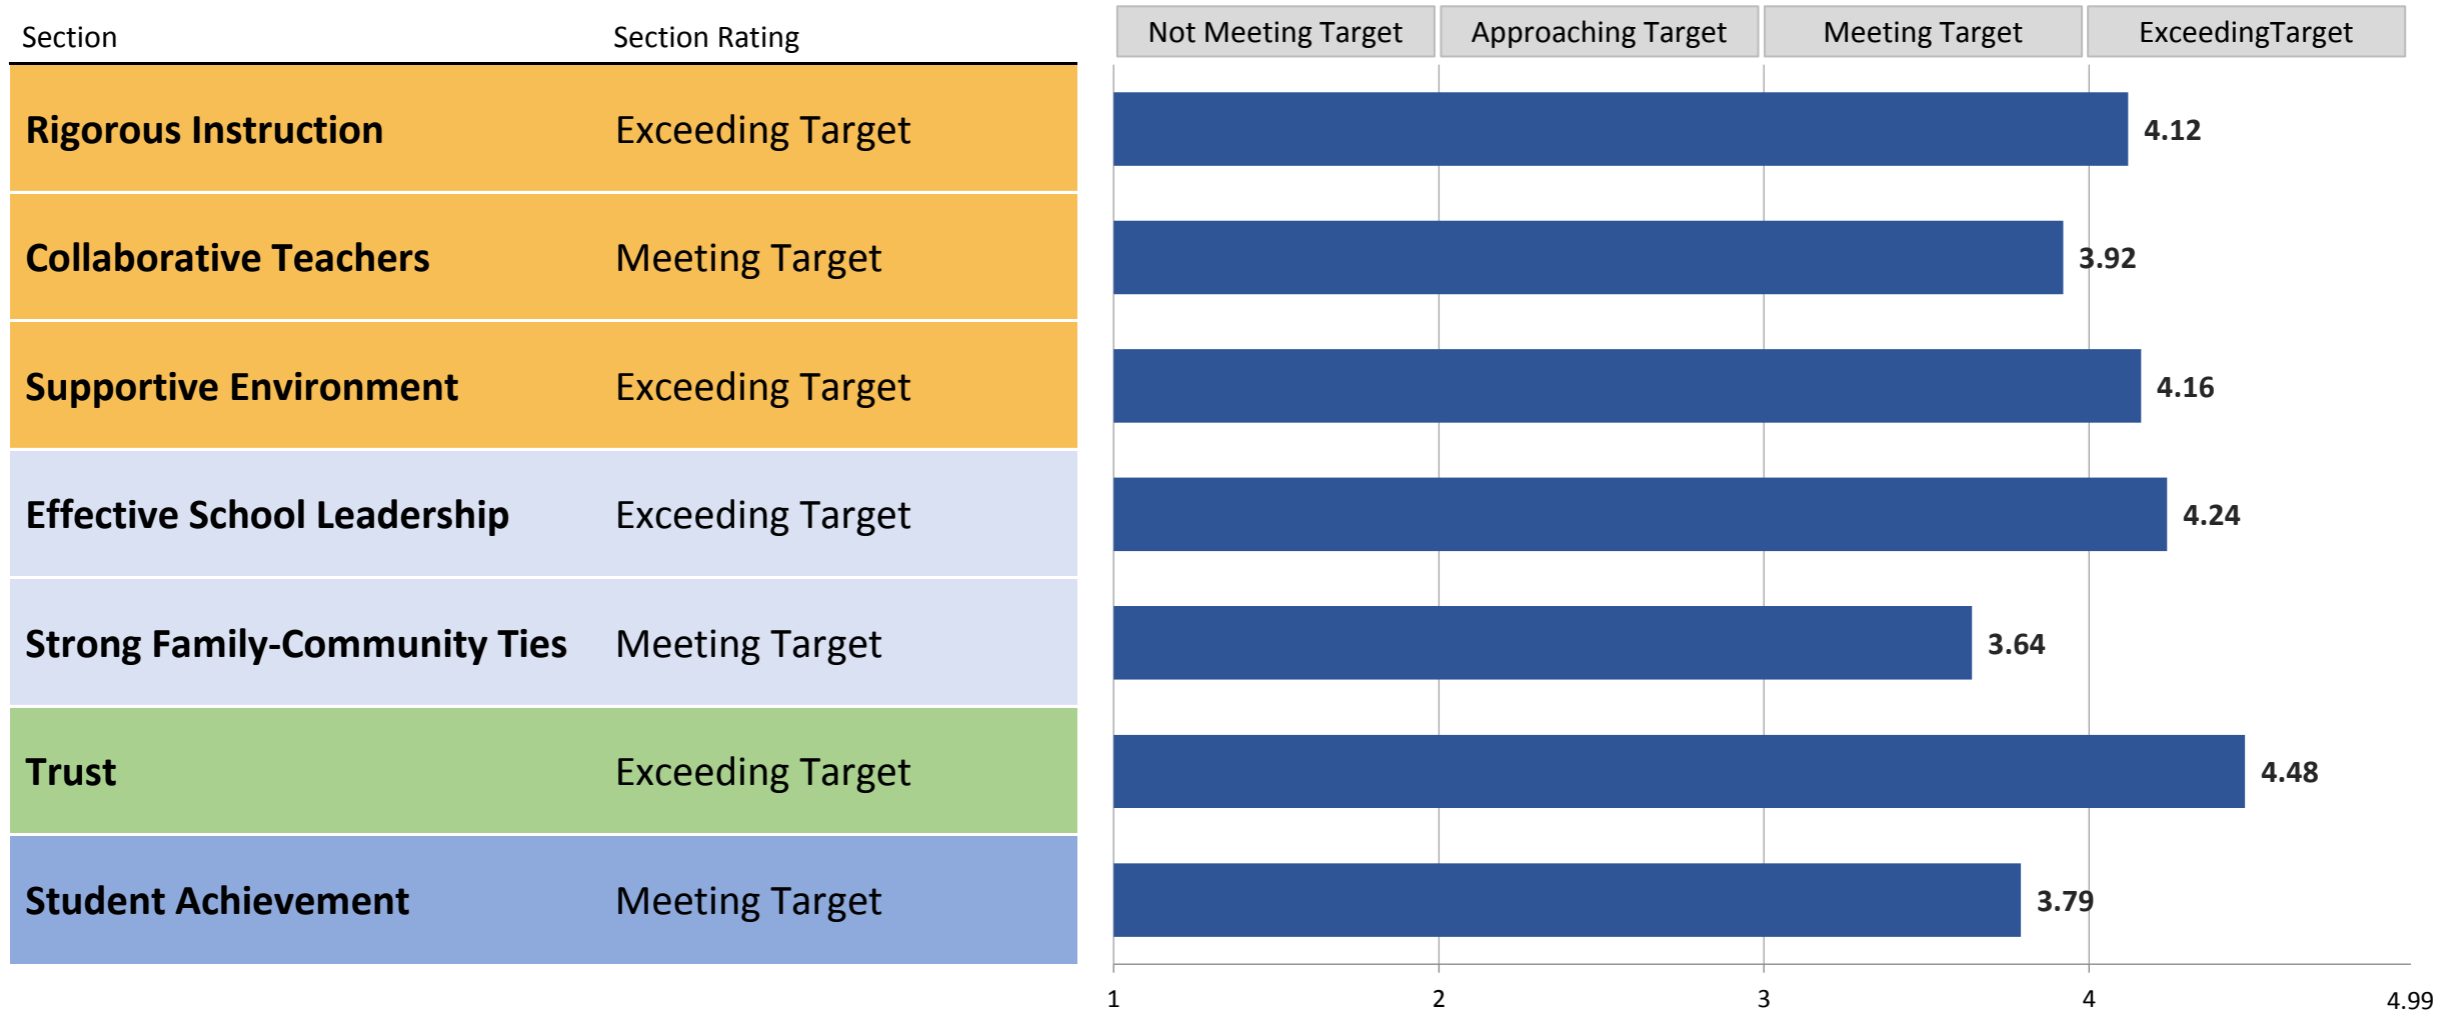 Section Section Rating Not Meeting Target Approaching Target Meeting Target ExceedingTarget
Rigorous Instruction Exceeding Target 4.12
Collaborative Teachers Meeting Target 3.92
Supportive Environment Exceeding Target 4.16
Effective School Leadership Exceeding Target 4.24
Strong Family-Community Ties Meeting Target 3.64
Trust Exceeding Target 4.48
Student Achievement Meeting Target 3.79
1 2 3 4 4.99